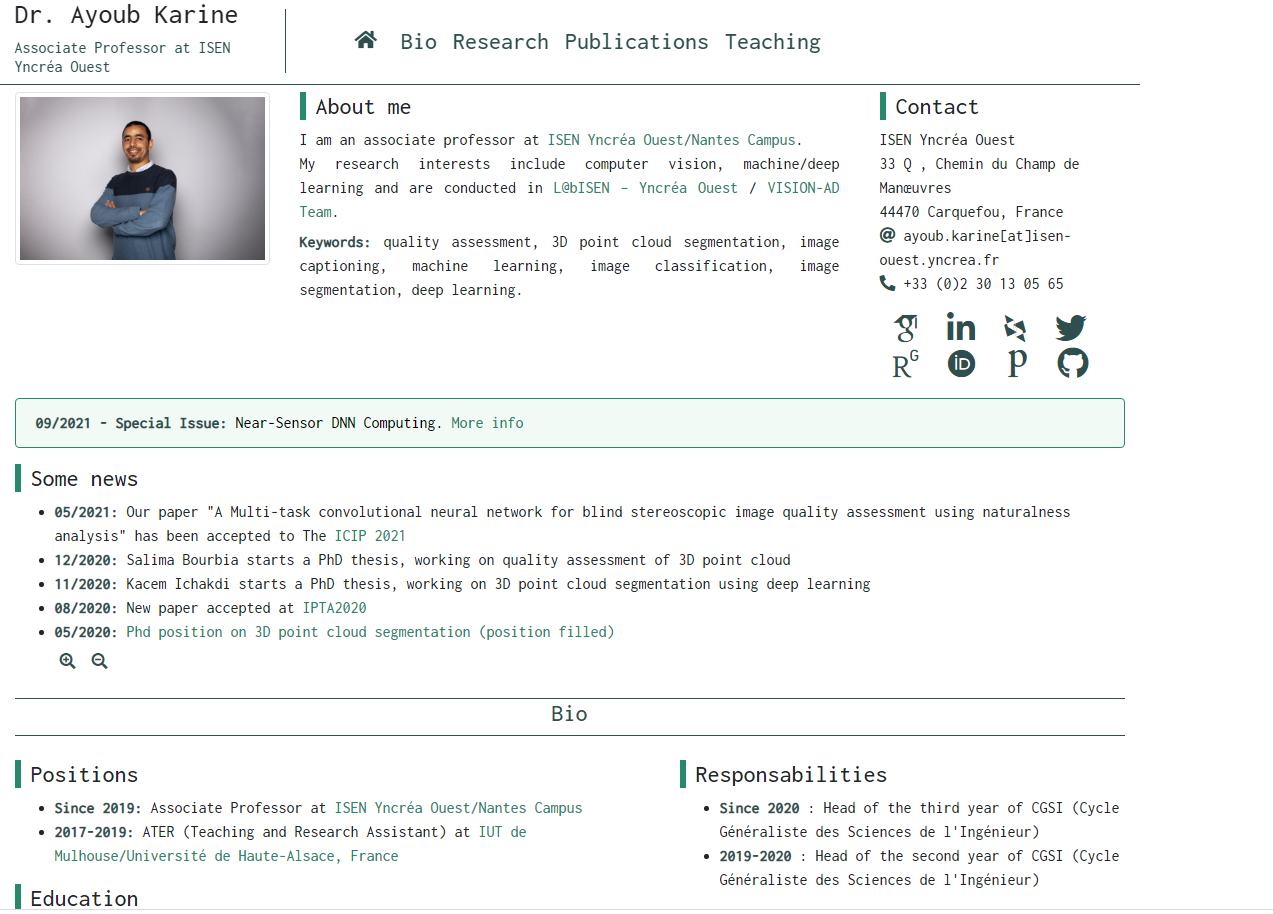 Dr. Ayoub Karine
Associate Professor at ISEN
Yncréa Ouest
Bio Research Publications Teaching
About me
I am an associate professor at ISEN Yncréa Ouest/Nantes Campus.
My research interests include computer vision, machine/deep
learning and are conducted in L@bISEN – Yncréa Ouest / VISION-AD
Team.
Keywords: quality assessment, 3D point cloud segmentation, image
captioning, machine learning, image classification, image
segmentation, deep learning.
Contact
ISEN Yncréa Ouest
33 Q , Chemin du Champ de
Manœuvres
44470 Carquefou, France
@ ayoub.karine[at]isen-
ouest.yncrea.fr
+33 (0)2 30 13 05 65
g in
RG iD p
09/2021 - Special Issue: Near-Sensor DNN Computing. More info
Some news
05/2021: Our paper "A Multi-task convolutional neural network for blind stereoscopic image quality assessment using naturalness
analysis" has been accepted to The ICIP 2021
12/2020: Salima Bourbia starts a PhD thesis, working on quality assessment of 3D point cloud
11/2020: Kacem Ichakdi starts a PhD thesis, working on 3D point cloud segmentation using deep learning
08/2020: New paper accepted at IPTA2020
05/2020: Phd position on 3D point cloud segmentation (position filled)
Bio
Positions
Since 2019: Associate Professor at ISEN Yncréa Ouest/Nantes Campus
2017-2019: ATER (Teaching and Research Assistant) at IUT de
Mulhouse/Université de Haute-Alsace, France
Education
Responsabilities
Since 2020 : Head of the third year of CGSI (Cycle
Généraliste des Sciences de l'Ingénieur)
2019-2020 : Head of the second year of CGSI (Cycle
Généraliste des Sciences de l'Ingénieur)